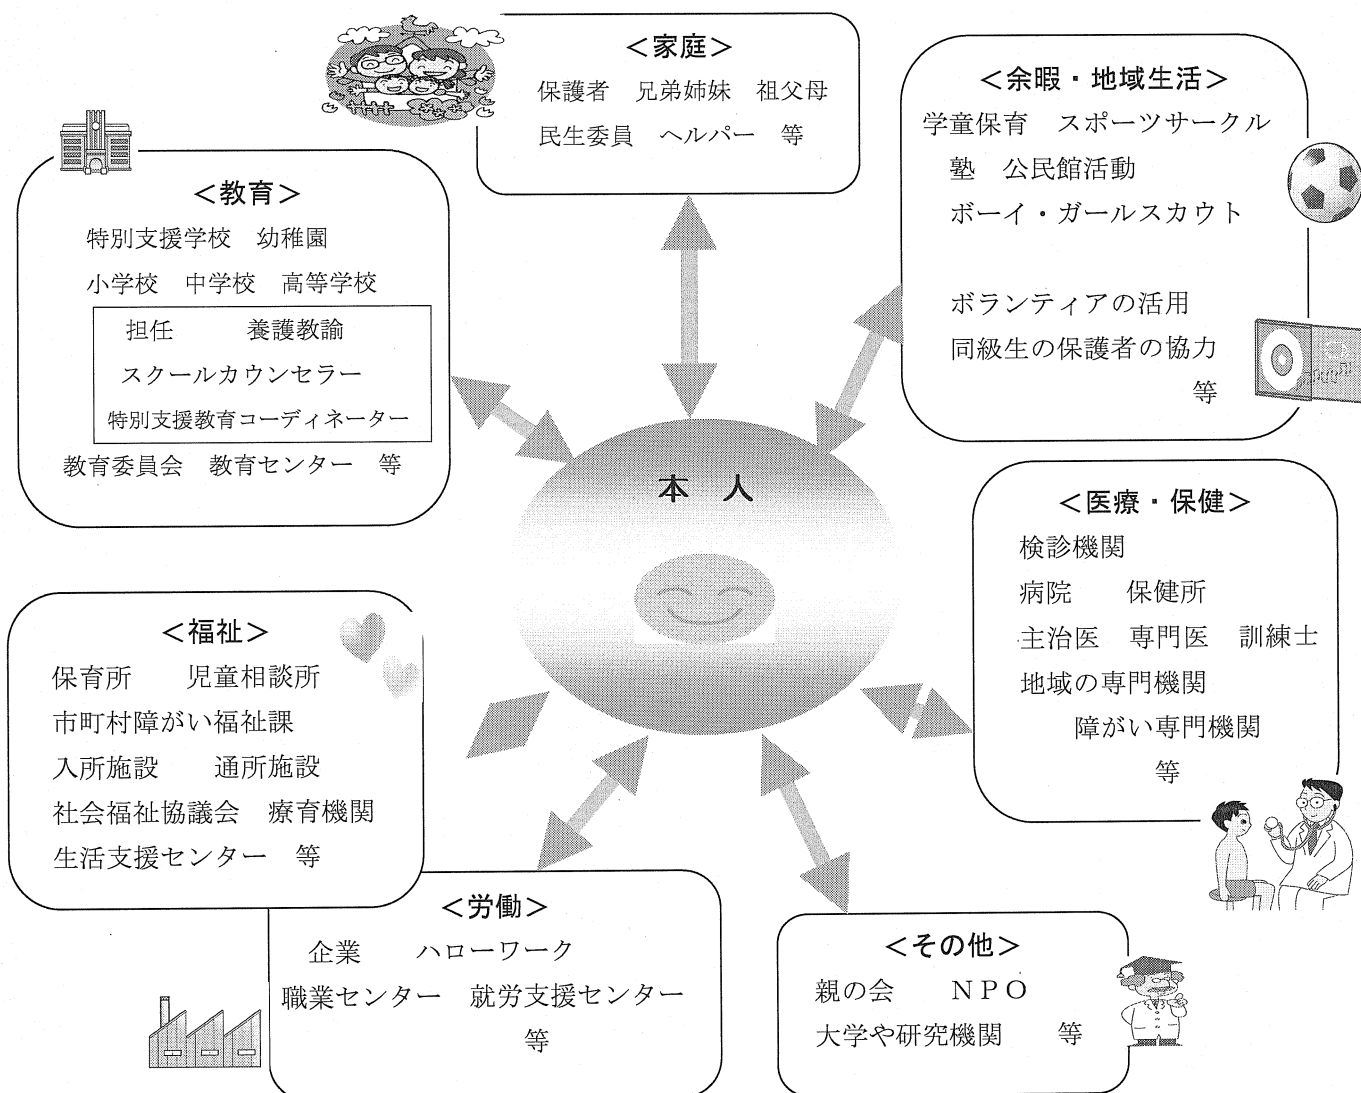 <家庭>
保護者　兄弟姉妹　祖父母
民生委員　ヘルパー　等
<余暇・地域生活>
学童保育　スポーツサークル
塾　公民館活動
ボーイ・ガールスカウト
ボランティアの活用
同級生の保護者の協力
等
<教育>
特別支援学校　幼稚園
小学校　中学校　高等学校
担任　養護教諭
スクールカウンセラー
特別支援教育コーディネーター
教育委員会　教育センター　等
本　人
<医療・保健>
検診機関
病院　保健所
主治医　専門医　訓練士
地域の専門機関
障がい専門機関
等
<福祉>
保育所　児童相談所
市町村障がい福祉課
入所施設　通所施設
社会福祉協議会　療育機関
生活支援センター　等
<労働>
企業　ハローワーク
職業センター　就労支援センター
等
<その他>
親の会　ＮＰＯ
大学や研究機関　等